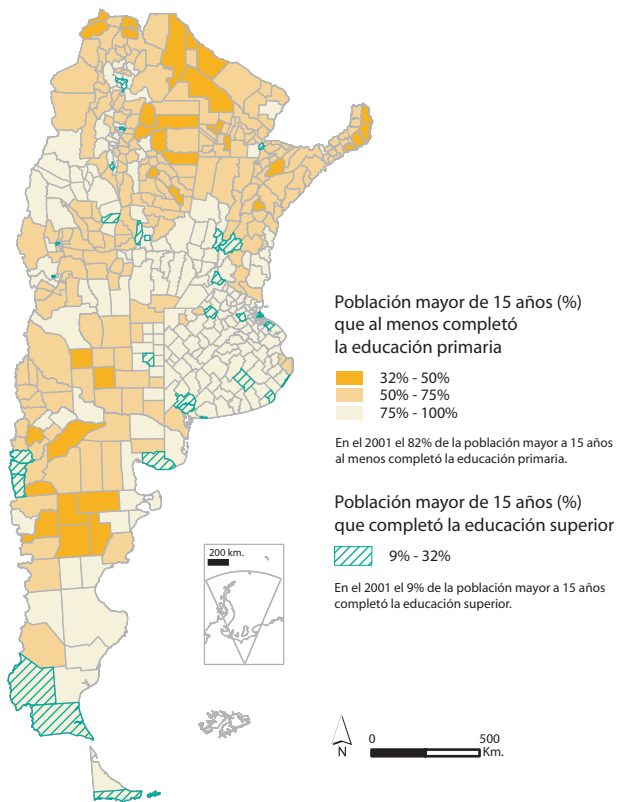 Población mayor de 15 años (%)
que al menos completó
la educación primaria
32% - 50%
50% - 75%
75% - 100%
En el 2001 el 82% de la población mayor a 15 años
al menos completó la educación primaria.
Población mayor de 15 años (%)
que completó la educación superior
9% - 32%
En el 2001 el 9% de la población mayor a 15 años
completó la educación superior.
200 km.
N
0 500
Km.